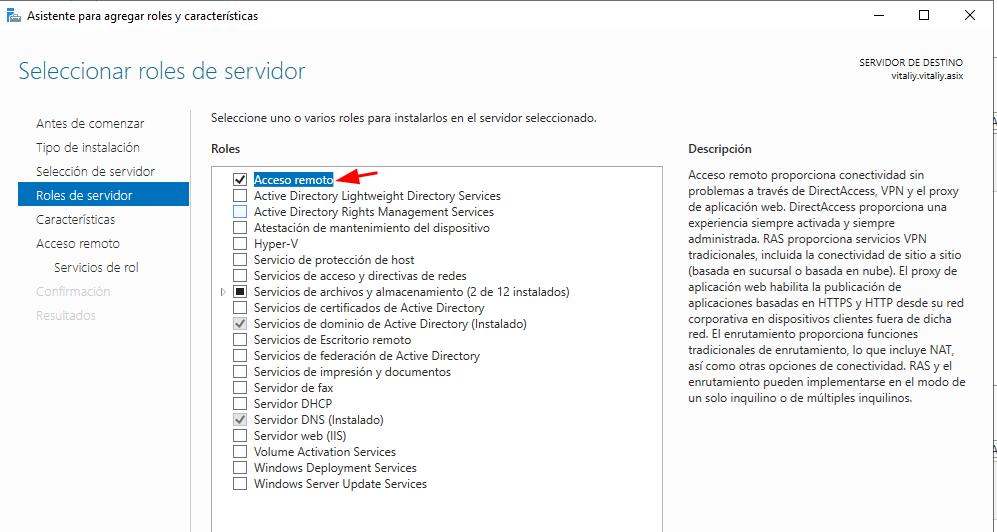 Asistente para agregar roles y características
Seleccionar roles de servidor
SERVIDOR DE DESTINO
vitaliy.vitaliy.asix
Antes de comenzar
Tipo de instalación
Selección de servidor
Roles de servidor
Características
Acceso remoto
Servicios de rol
Confirmación
Resultados
Seleccione uno o varios roles para instalarlos en el servidor seleccionado.
Roles
Acceso remoto
Active Directory Lightweight Directory Services
Active Directory Rights Management Services
Atestación de mantenimiento del dispositivo
Hyper-V
Servicio de protección de host
Servicios de acceso y directivas de redes
Servicios de archivos y almacenamiento (2 de 12 instalados)
Servicios de certificados de Active Directory
Servicios de dominio de Active Directory (Instalado)
Servicios de Escritorio remoto
Servicios de federación de Active Directory
Servicios de impresión y documentos
Servidor de fax
Servidor DHCP
Servidor DNS (Instalado)
Servidor web (IIS)
Volume Activation Services
Windows Deployment Services
Windows Server Update Services
Descripción
Acceso remoto proporciona conectividad sin
problemas a través de DirectAccess, VPN y el proxy
de aplicación web. DirectAccess proporciona una
experiencia siempre activada y siempre
administrada. RAS proporciona servicios VPN
tradicionales, incluida la conectividad de sitio a sitio
(basada en sucursal o basada en nube). El proxy de
aplicación web habilita la publicación de
aplicaciones basadas en HTTPS y HTTP desde su red
corporativa en dispositivos clientes fuera de dicha
red. El enrutamiento proporciona funciones
tradicionales de enrutamiento, lo que incluye NAT,
así como otras opciones de conectividad. RAS y el
enrutamiento pueden implementarse en el modo de
un solo inquilino o de múltiples inquilinos.